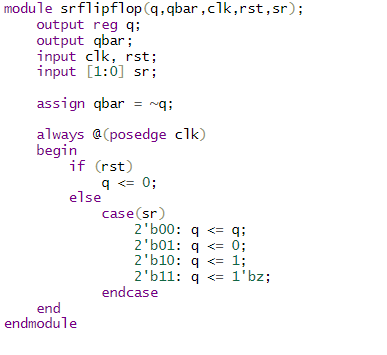 module srflipflop(q,qbar,clk,rst,sr);
    output reg q;
    output qbar;
    input clk, rst;
    input [1:0] sr;

    assign qbar = ~q;

    always @(posedge clk)
    begin
        if (rst)
            q <= 0;
        else
            case(sr)
                2'b00: q <= q;
                2'b01: q <= 0;
                2'b10: q <= 1;
                2'b11: q <= 1'bz;
            endcase
    end
endmodule